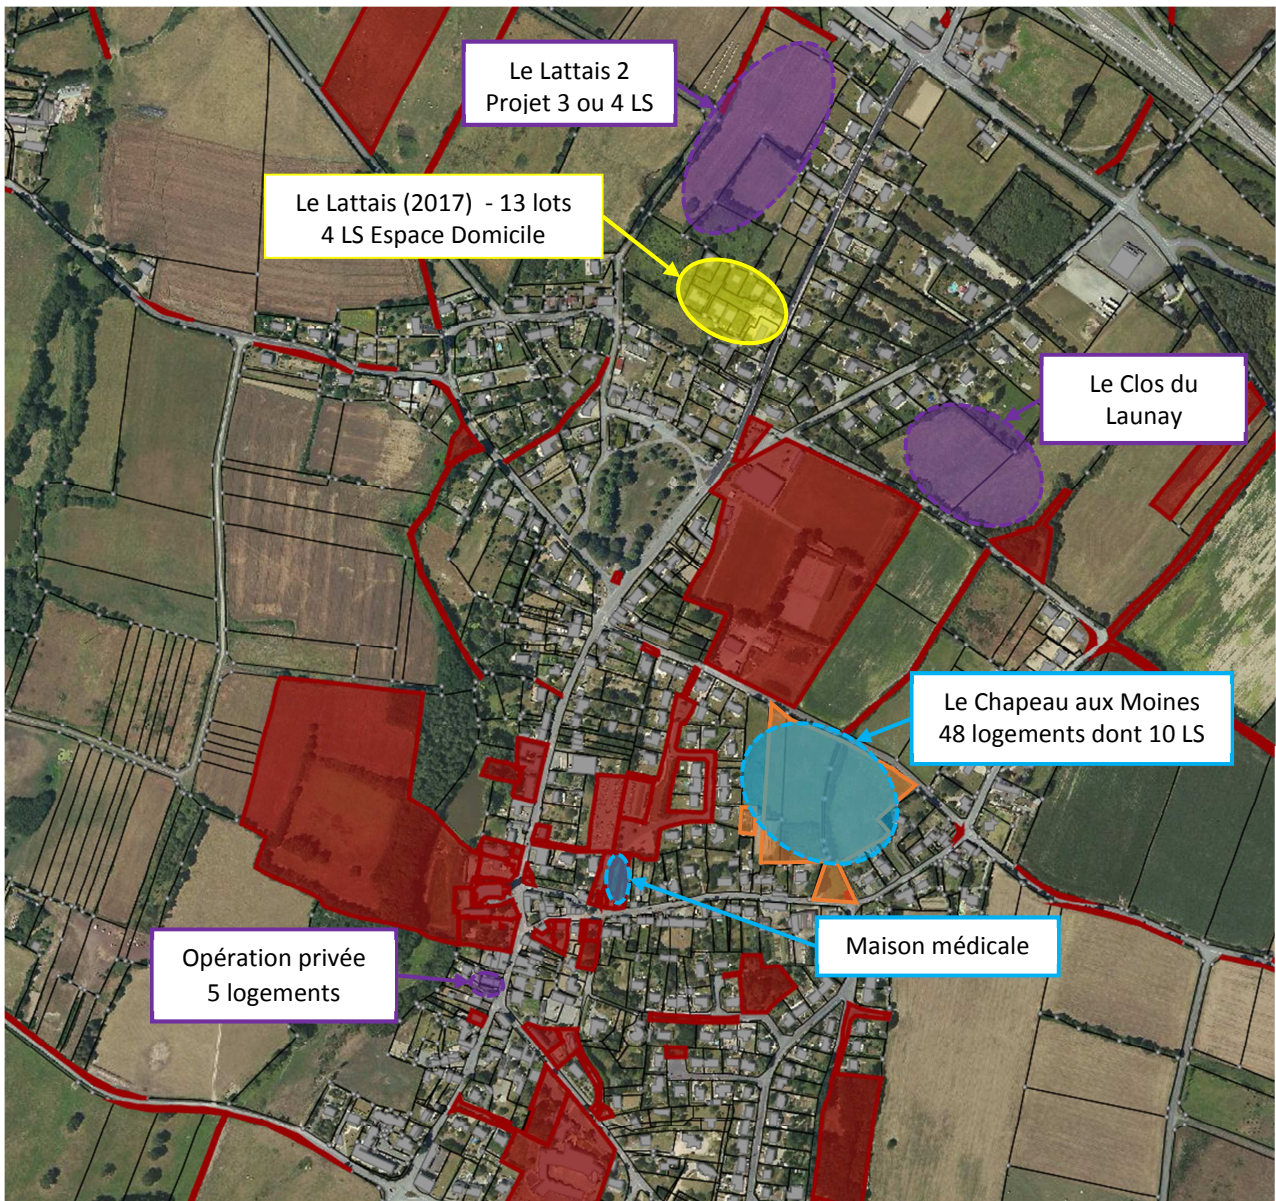 Le Lattais 2
Projet 3 ou 4 LS
Le Lattais (2017)  - 13 lots
4 LS Espace Domicile
Le Clos du
Launay
Le Chapeau aux Moines
48 logements dont 10 LS
Maison médicale
Opération privée
5 logements